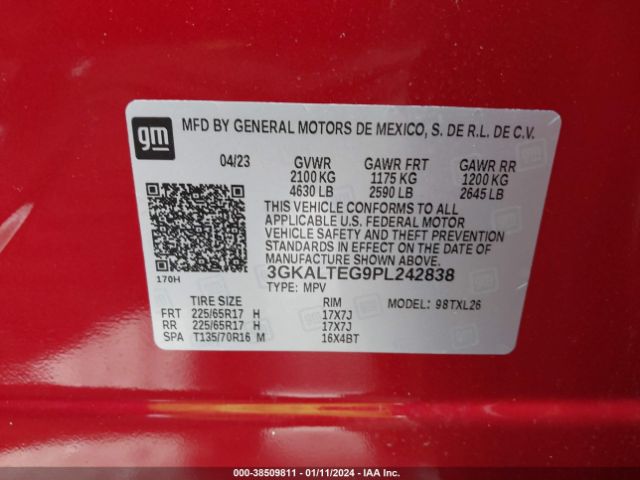 gm
MFD BY GENERAL MOTORS DE MEXICO, S. DE R.L. DE C.V.
04/23 GVWR GAWR FRT GAWR RR
2100 KG 1175 KG 1200 KG
4630 LB 2590 LB 2645 LB
THIS VEHICLE CONFORMS TO ALL
APPLICABLE U.S. FEDERAL MOTOR
VEHICLE SAFETY AND THEFT PREVENTION
STANDARDS IN EFFECT ON THE DATE OF
MANUFACTURE SHOWN ABOVE.
3GKALTEG9PL242838
170H
TYPE: MPV MODEL: 98TXL26
TIRE SIZE RIM
FRT 225/65R17 H 17X7J
RR 225/65R17 H 17X7J
SPA T135/70R16 M 16X4BT
000-38509811 - 01/11/2024 - IAA Inc.